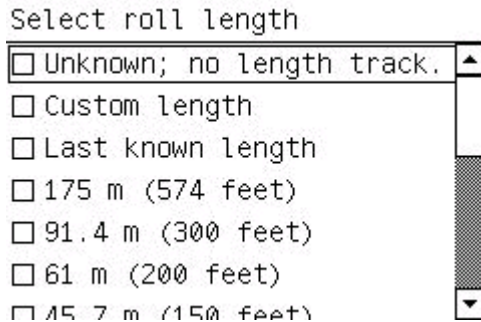 Select roll length
Unknown; no length track.
Custom length
Last known length
175 m (574 feet)
91.4 m (300 feet)
61 m (200 feet)
45.7 m (150 feet)